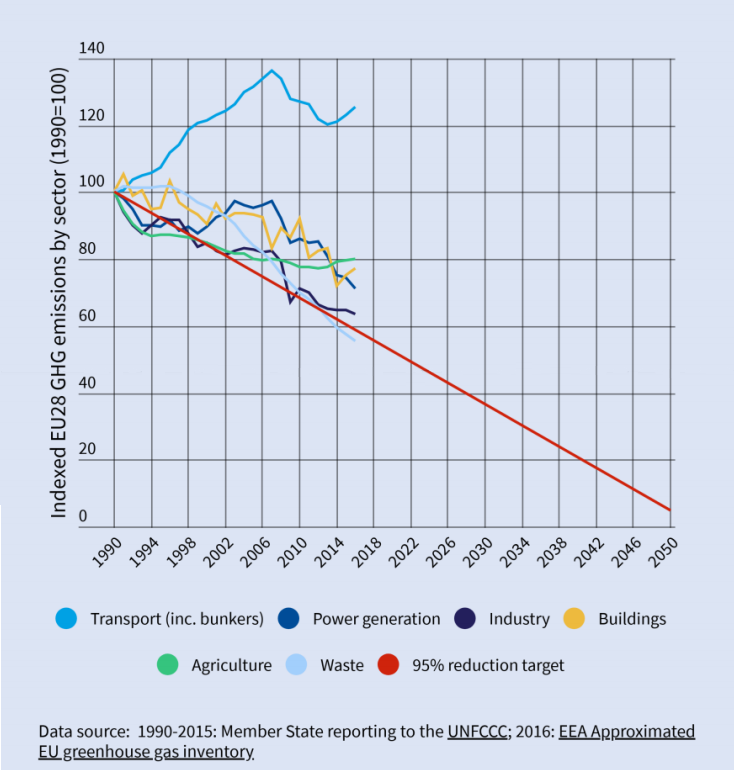 Indexed EU28 GHG emissions by sector (1990=100)
140
120
100
80
60
40
20
0
1990 1994 1998 2002 2006 2010 2014 2018 2022 2026 2030 2034 2038 2042 2046 2050
Transport (inc. bunkers) Power generation Industry Buildings
Agriculture Waste 95% reduction target
Data source: 1990-2015: Member State reporting to the UNFCCC; 2016: EEA Approximated
EU greenhouse gas inventory